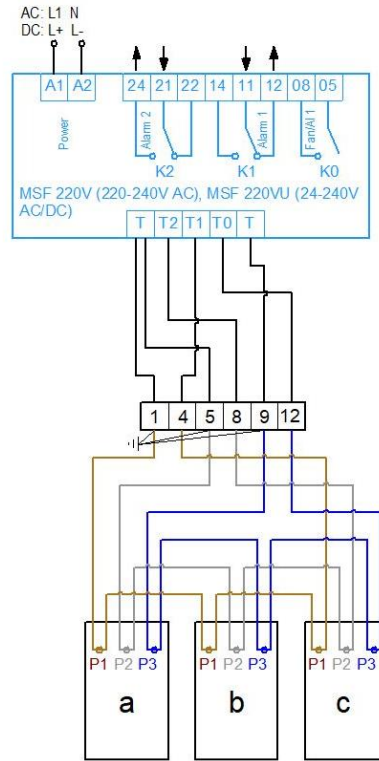 AC: L1 N
DC: L+ L-
A1 A2 24 21 22 14 11 12 08 05
Power
Alarm 2
Alarm 1
Fan/Al 1
K2 K1 K0
MSF 220V (220-240V AC), MSF 220VU (24-240V
AC/DC)
T T2 T1 T0 T
1 4 5 8 9 12
P1 P2 P3 P1 P2 P3 P1 P2 P3
a b c